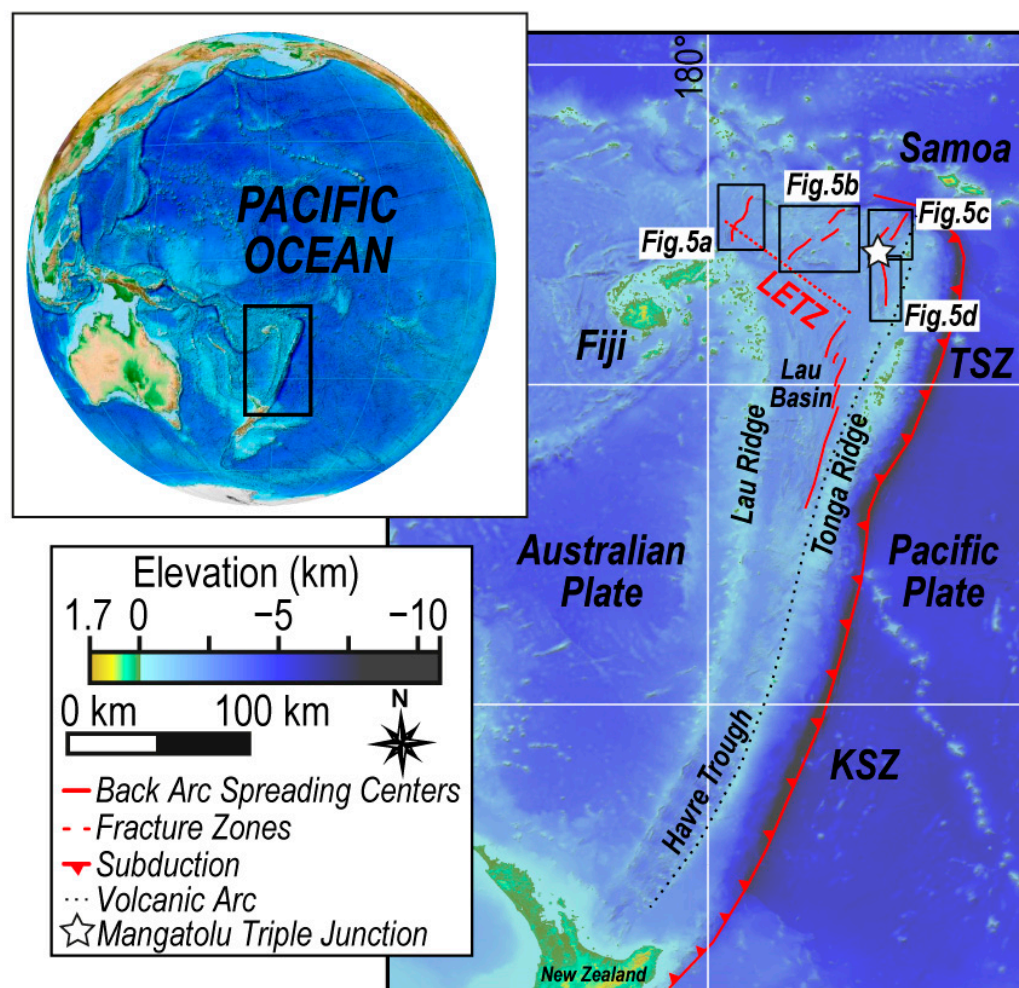 PACIFIC
OCEAN
180°
Samoa
Fig.5b
Fig.5c
Fig.5a
LETZ
Fig.5d
Fiji
TSZ
Lau
Basin
Lau Ridge
Tonga Ridge
Australian
Plate
Pacific
Plate
Havre Trough
KSZ
New Zealand
Elevation (km)
1.7 0 −5 −10
0 km 100 km
N
Back Arc Spreading Centers
Fracture Zones
Subduction
Volcanic Arc
Mangatolu Triple Junction